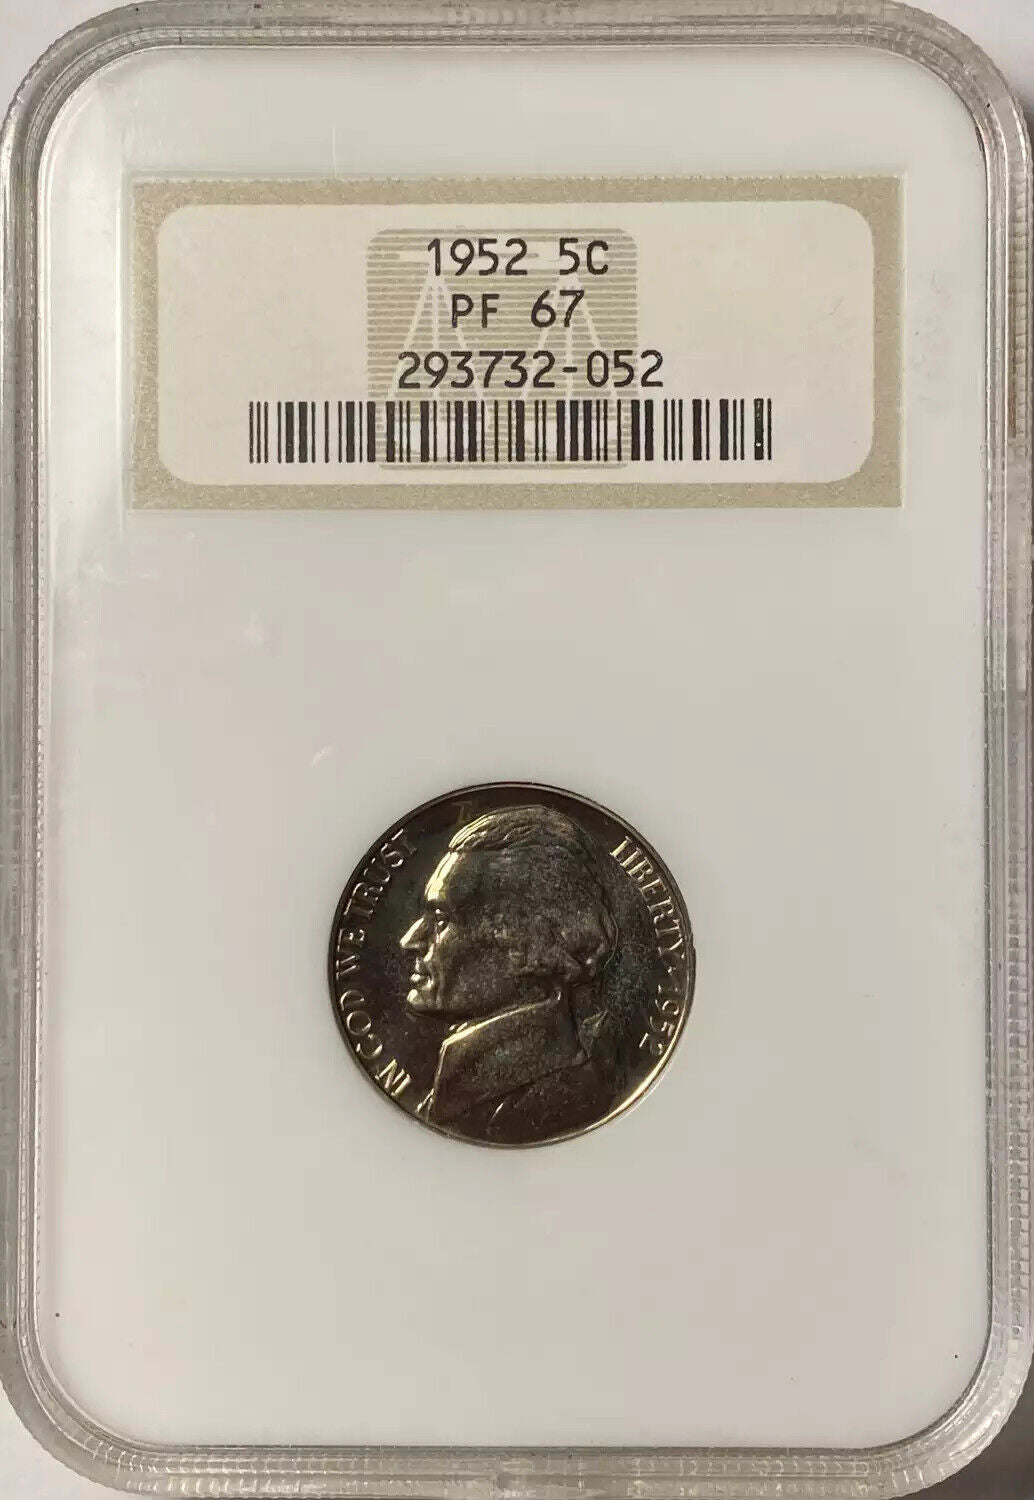 1952 5C
PF 67
293732-052
IN GOD WE TRUST
LIBERTY ★ 1952